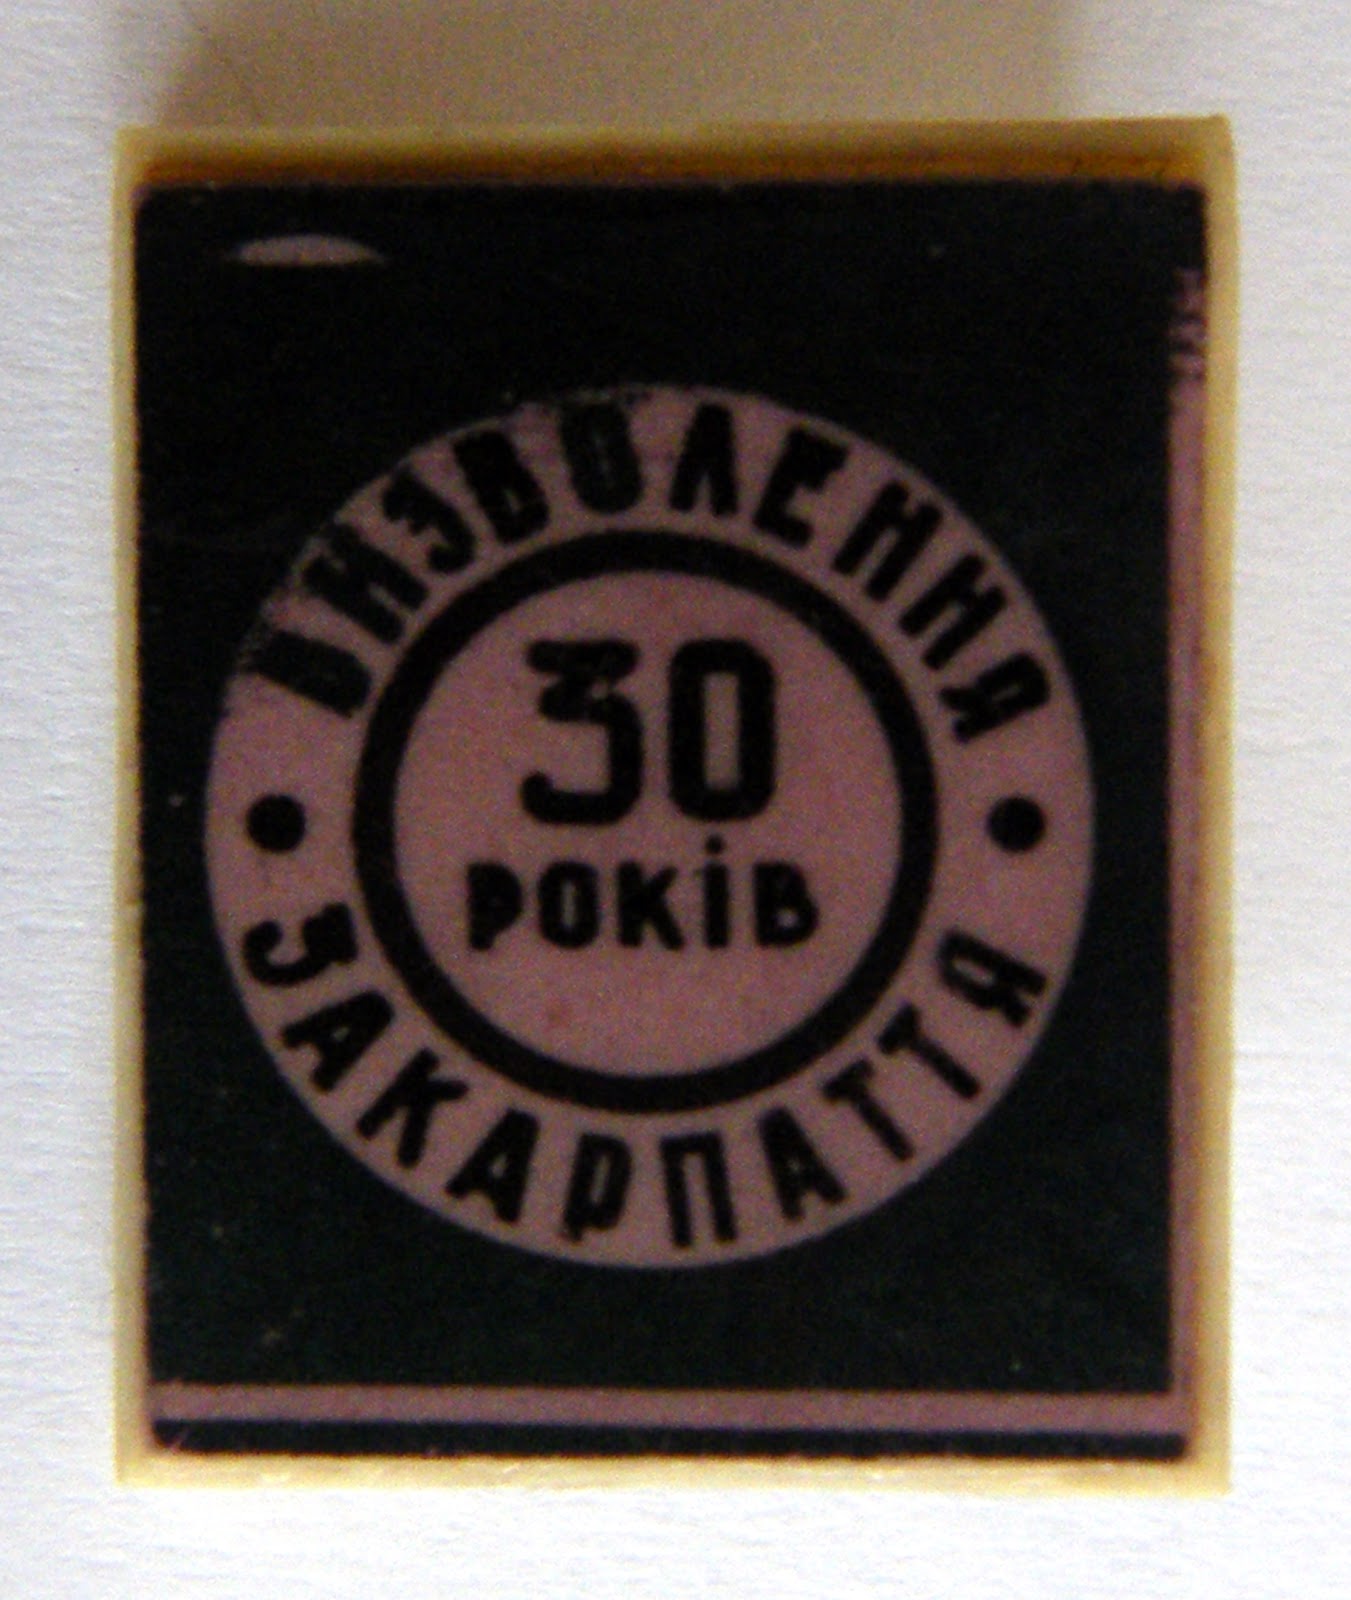 ВИЗВОЛЕННЯ
30
РОКІВ
ЗАКАРПАТТЯ